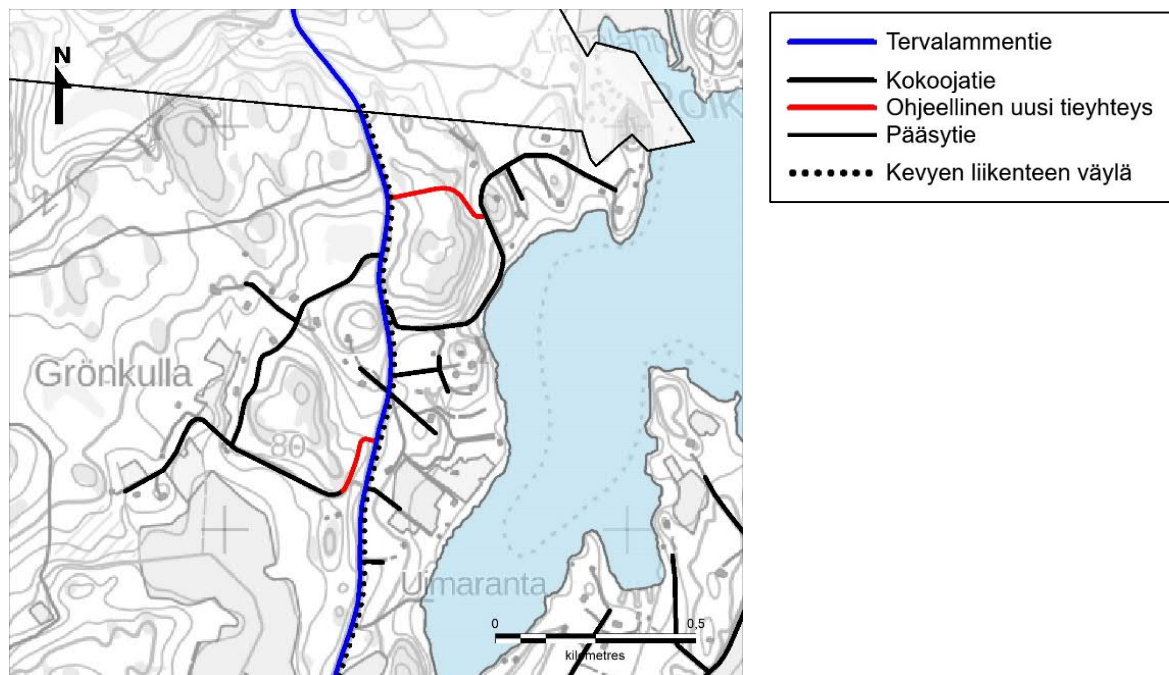 N
Grönkulla
80
Uimaranta
0
0.5
kilometres
Tervalammentie
Kokoojatie
Ohjeellinen uusi tieyhteys
Pääsytie
Kevyen liikenteen väylä